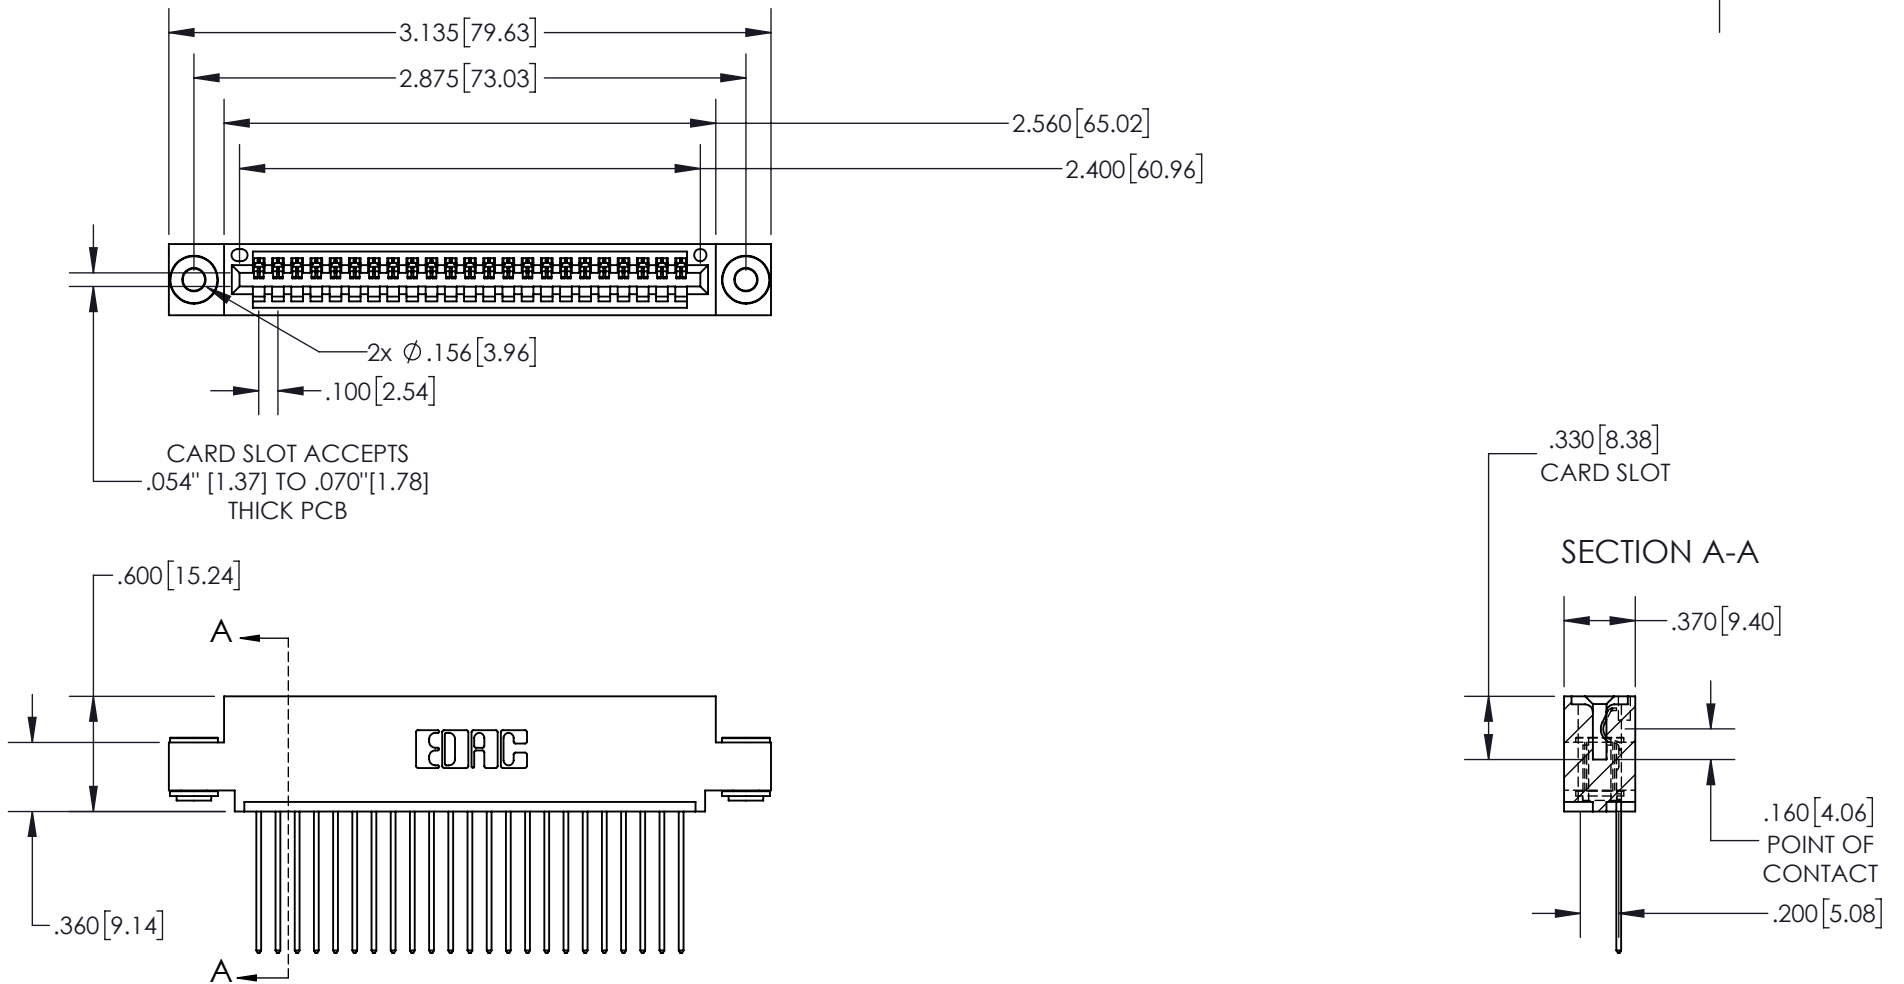 3.135[79.63]
2.875[73.03]
2.560[65.02]
2.400[60.96]
2x Ø.156[3.96]
.100[2.54]
CARD SLOT ACCEPTS
.054" [1.37] TO .070"[1.78]
THICK PCB
.330[8.38]
CARD SLOT
SECTION A-A
.600[15.24]
A
.370[9.40]
EDAC
.160[4.06]
POINT OF
CONTACT
.360[9.14]
.200[5.08]
A